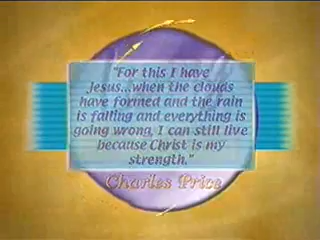 "For this I have
Jesus...when the clouds
have formed and the rain
is falling and everything is
going wrong, I can still live
because Christ is my
strength."
Charles Price